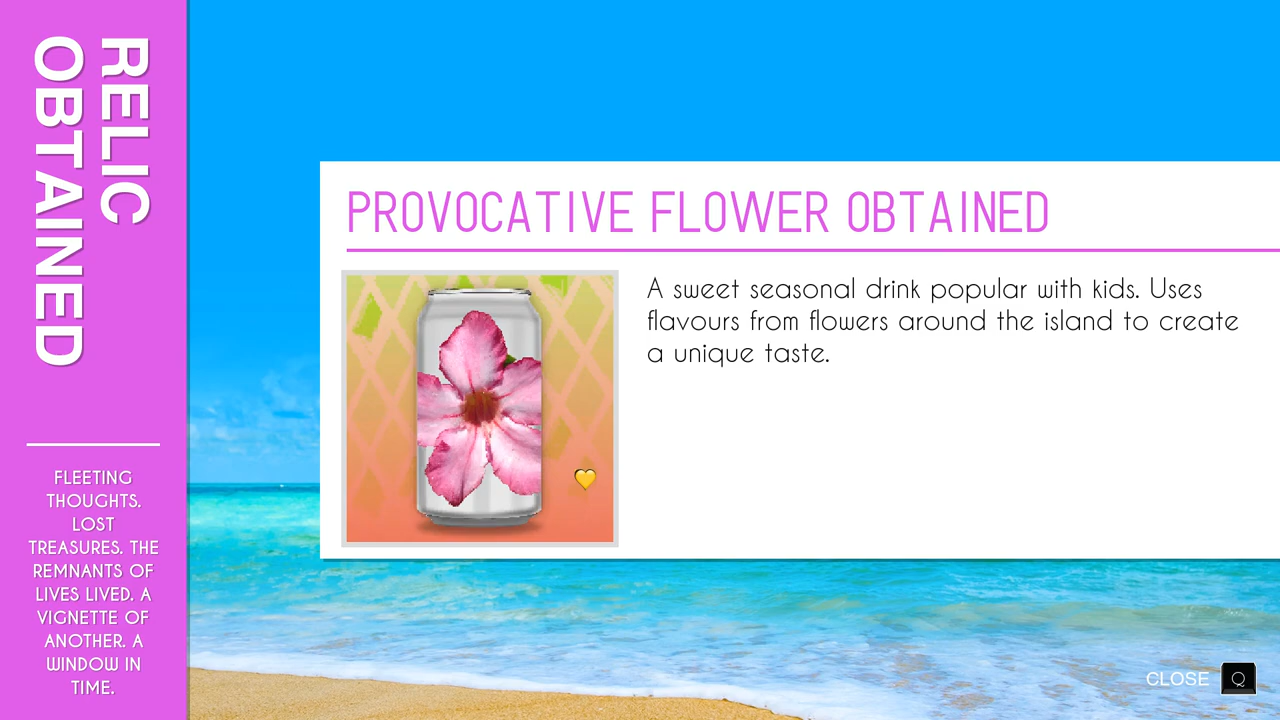 RELIC
OBTAINED
FLEETING
THOUGHTS.
LOST
TREASURES. THE
REMNANTS OF
LIVES LIVED. A
VIGNETTE OF
ANOTHER. A
WINDOW IN
TIME.
PROVOCATIVE FLOWER OBTAINED
A sweet seasonal drink popular with kids. Uses
flavours from flowers around the island to create
a unique taste.
CLOSE Q